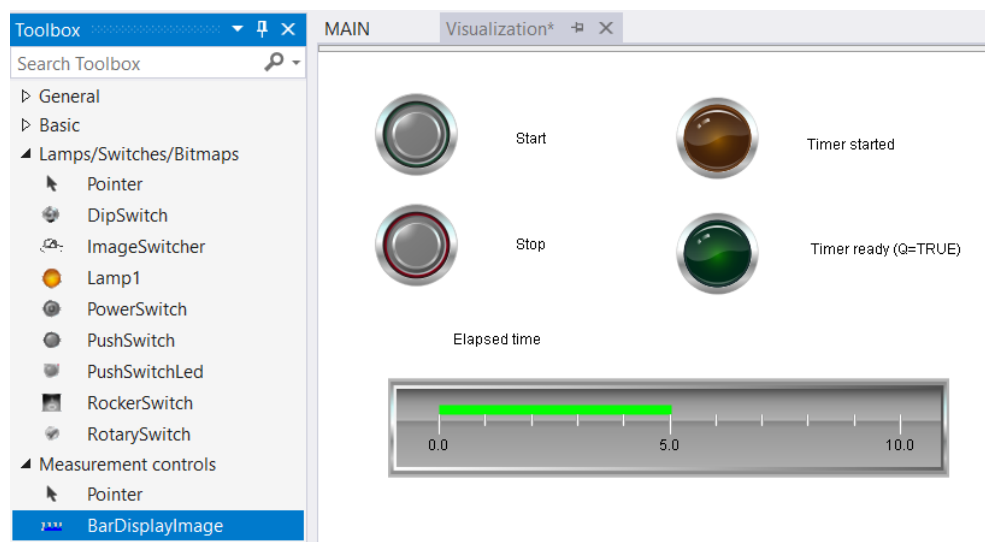 Toolbox
Search Toolbox
General
Basic
Lamps/Switches/Bitmaps
Pointer
DipSwitch
ImageSwitcher
Lamp1
PowerSwitch
PushSwitch
PushSwitchLed
RockerSwitch
RotarySwitch
Measurement controls
Pointer
BarDisplayImage
MAIN Visualization*
Start Timer started
Stop Timer ready (Q=TRUE)
Elapsed time
0.0 5.0 10.0